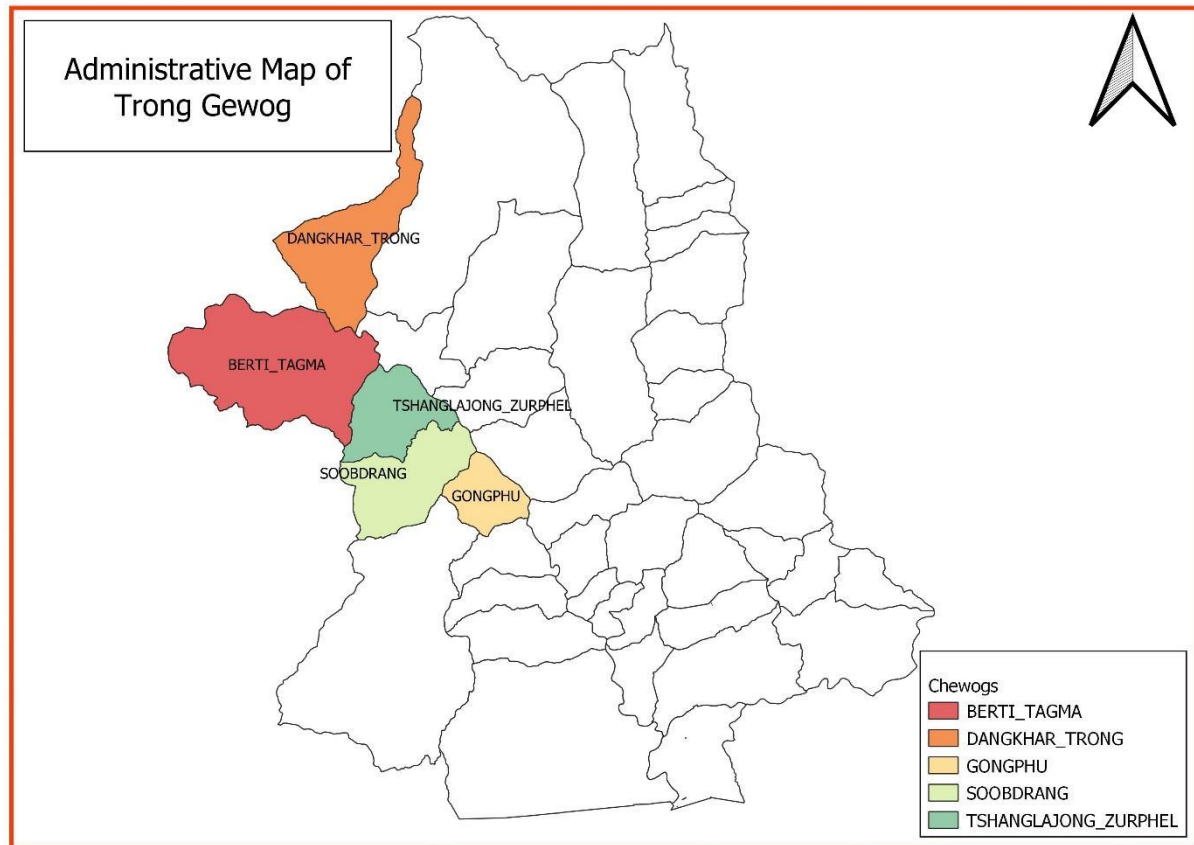 Administrative Map of
Trong Gewog
DANGKHAR_TRONG
BERTI_TAGMA
TSHANGLAJONG_ZURPHEL
SOOBDRANG
GONGPHU
Chewogs
BERTI_TAGMA
DANGKHAR_TRONG
GONGPHU
SOOBDRANG
TSHANGLAJONG_ZURPHEL